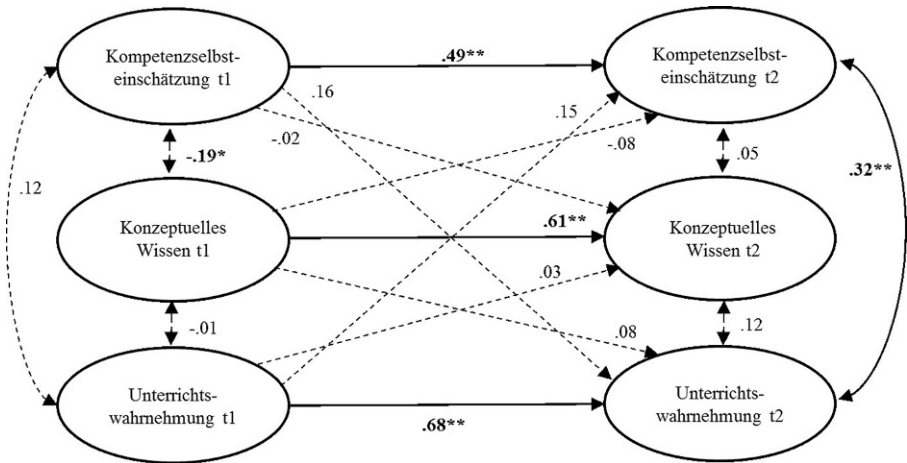 Kompetenzselbst-
einschätzung t1
.49**
Kompetenzselbst-
einschätzung t2
.16
.15
-.02
-.08
-.19*
.05
.12
.32**
Konzeptuelles
Wissen t1
.61**
Konzeptuelles
Wissen t2
.03
-.01
.08
.12
Unterrichts-
wahrnehmung t1
.68**
Unterrichts-
wahrnehmung t2